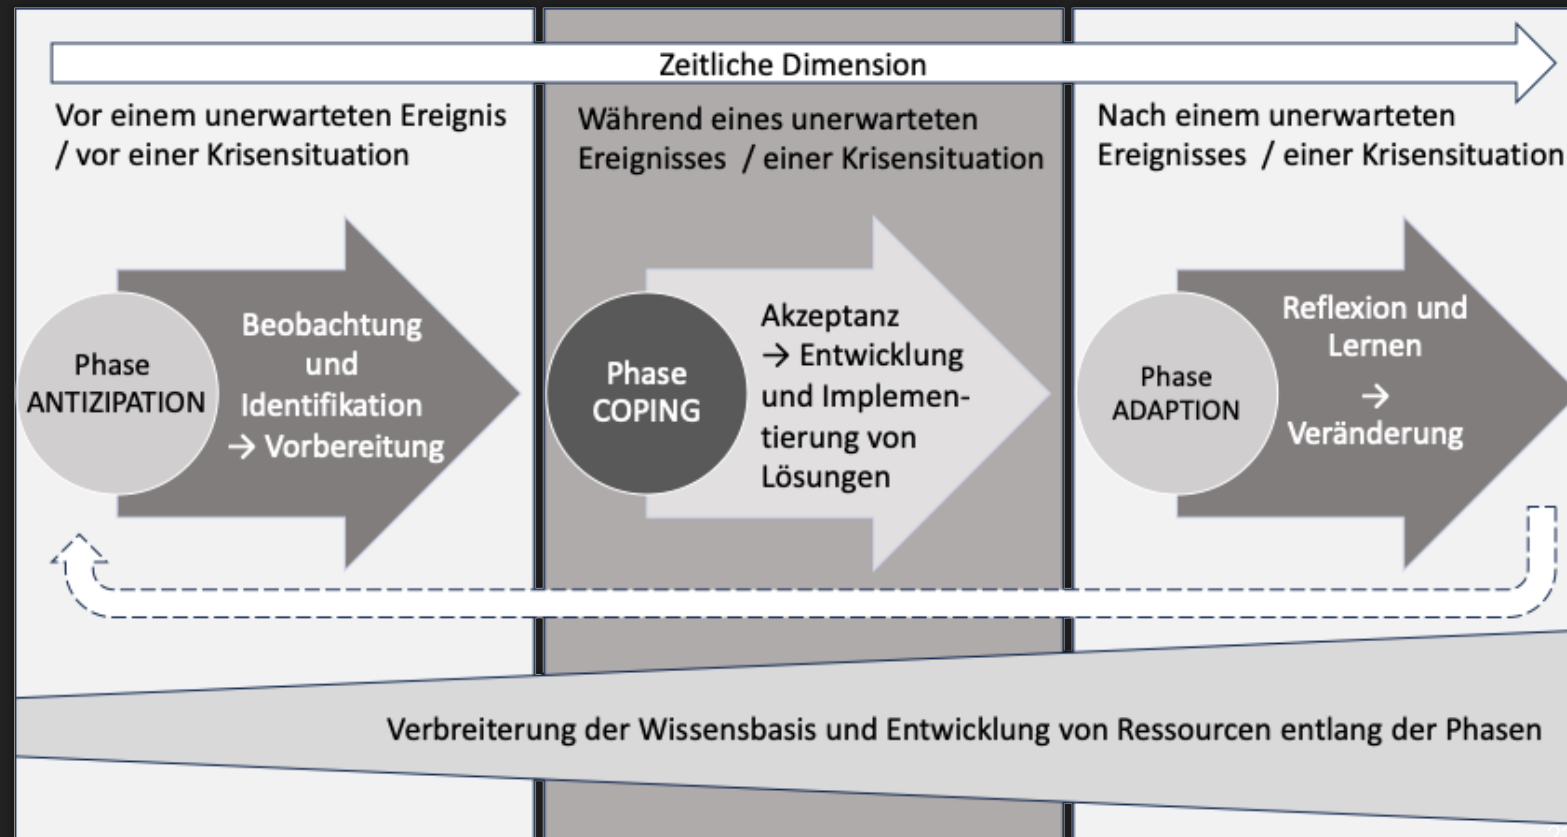 Zeitliche Dimension
Vor einem unerwarteten Ereignis
/ vor einer Krisensituation
Während eines unerwarteten
Ereignisses / einer Krisensituation
Nach einem unerwarteten
Ereignisses / einer Krisensituation
Phase
ANTIZIPATION
Beobachtung
und
Identifikation
→ Vorbereitung
Phase
COPING
Akzeptanz
→ Entwicklung
und Implemen-
tierung von
Lösungen
Phase
ADAPTION
Reflexion und
Lernen
→
Veränderung
Verbreiterung der Wissensbasis und Entwicklung von Ressourcen entlang der Phasen